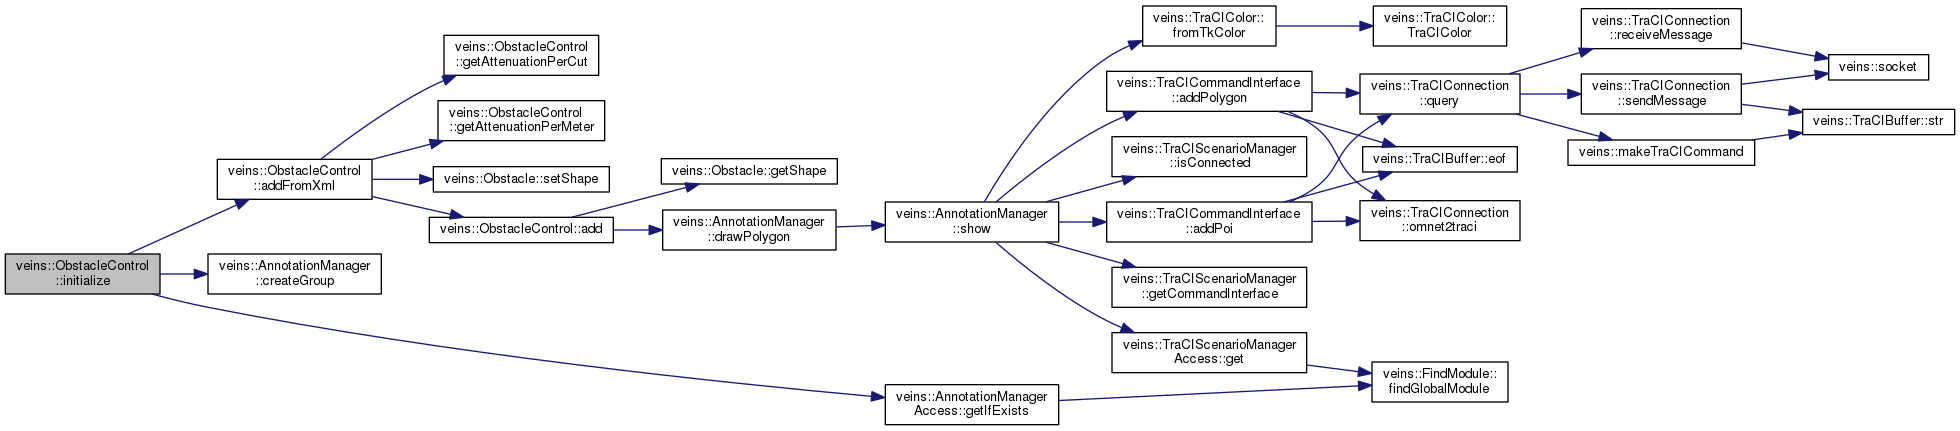 veins::ObstacleControl
::initialize
veins::ObstacleControl
::addFromXml
veins::AnnotationManager
::createGroup
veins::ObstacleControl
::getAttenuationPerCut
veins::ObstacleControl
::getAttenuationPerMeter
veins::Obstacle::setShape
veins::ObstacleControl::add
veins::Obstacle::getShape
veins::AnnotationManager
::drawPolygon
veins::AnnotationManager
::show
veins::AnnotationManager
Access::getIfExists
veins::TraCIColor::
fromTkColor
veins::TraCICommandInterface
::addPolygon
veins::TraCIScenarioManager
::isConnected
veins::TraCICommandInterface
::addPoi
veins::TraCIScenarioManager
::getCommandInterface
veins::TraCIScenarioManager
Access::get
veins::TraCIColor::
TraCIColor
veins::TraCIConnection
::query
veins::TraCIBuffer::eof
veins::TraCIConnection
::omnet2traci
veins::FindModule::
findGlobalModule
veins::TraCIConnection
::receiveMessage
veins::TraCIConnection
::sendMessage
veins::makeTraCICommand
veins::socket
veins::TraCIBuffer::str